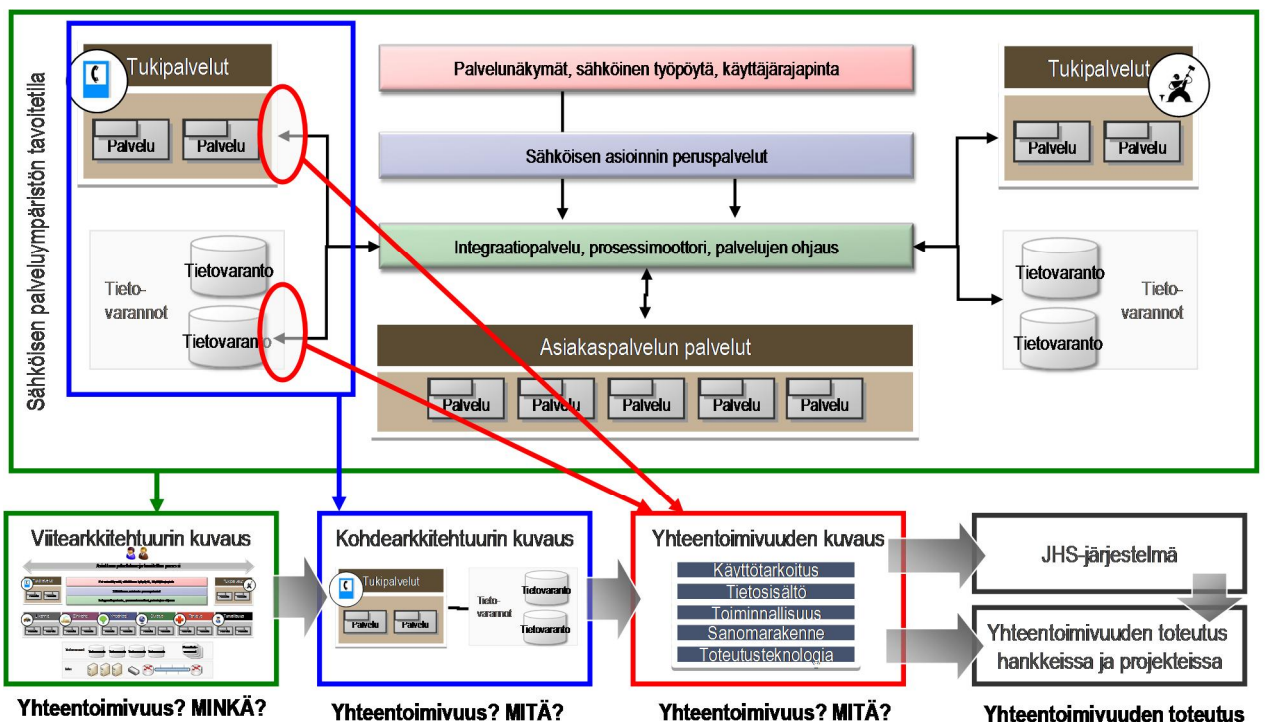 Sähköisen palveluympäristön tavoitetila
Tukipalvelut
Palvelu
Palvelu
Tieto-
varannot
Tietovaranto
Tietovaranto
Palvelunäkymät, sähköinen työpöytä, käyttäjärajapinta
Sähköisen asioinnin peruspalvelut
Integraatiopalvelu, prosessimoottori, palvelujen ohjaus
Asiakaspalvelun palvelut
Palvelu
Palvelu
Palvelu
Palvelu
Palvelu
Tukipalvelut
Palvelu
Palvelu
Tietovaranto
Tietovaranto
Tieto-
varannot
Viitearkkitehtuurin kuvaus
Yhteentoimivuus? MINKÄ?
Kohdearkkitehtuurin kuvaus
Tukipalvelut
Palvelu
Palvelu
Tieto-
varannot
Tietovaranto
Tietovaranto
Yhteentoimivuus? MITÄ?
Yhteentoimivuuden kuvaus
Käyttötarkoitus
Tietosisältö
Toiminnallisuus
Sanomarakenne
Toteutusteknologia
Yhteentoimivuus? MITÄ?
JHS-järjestelmä
Yhteentoimivuuden toteutus
hankkeissa ja projekteissa
Yhteentoimivuuden toteutus